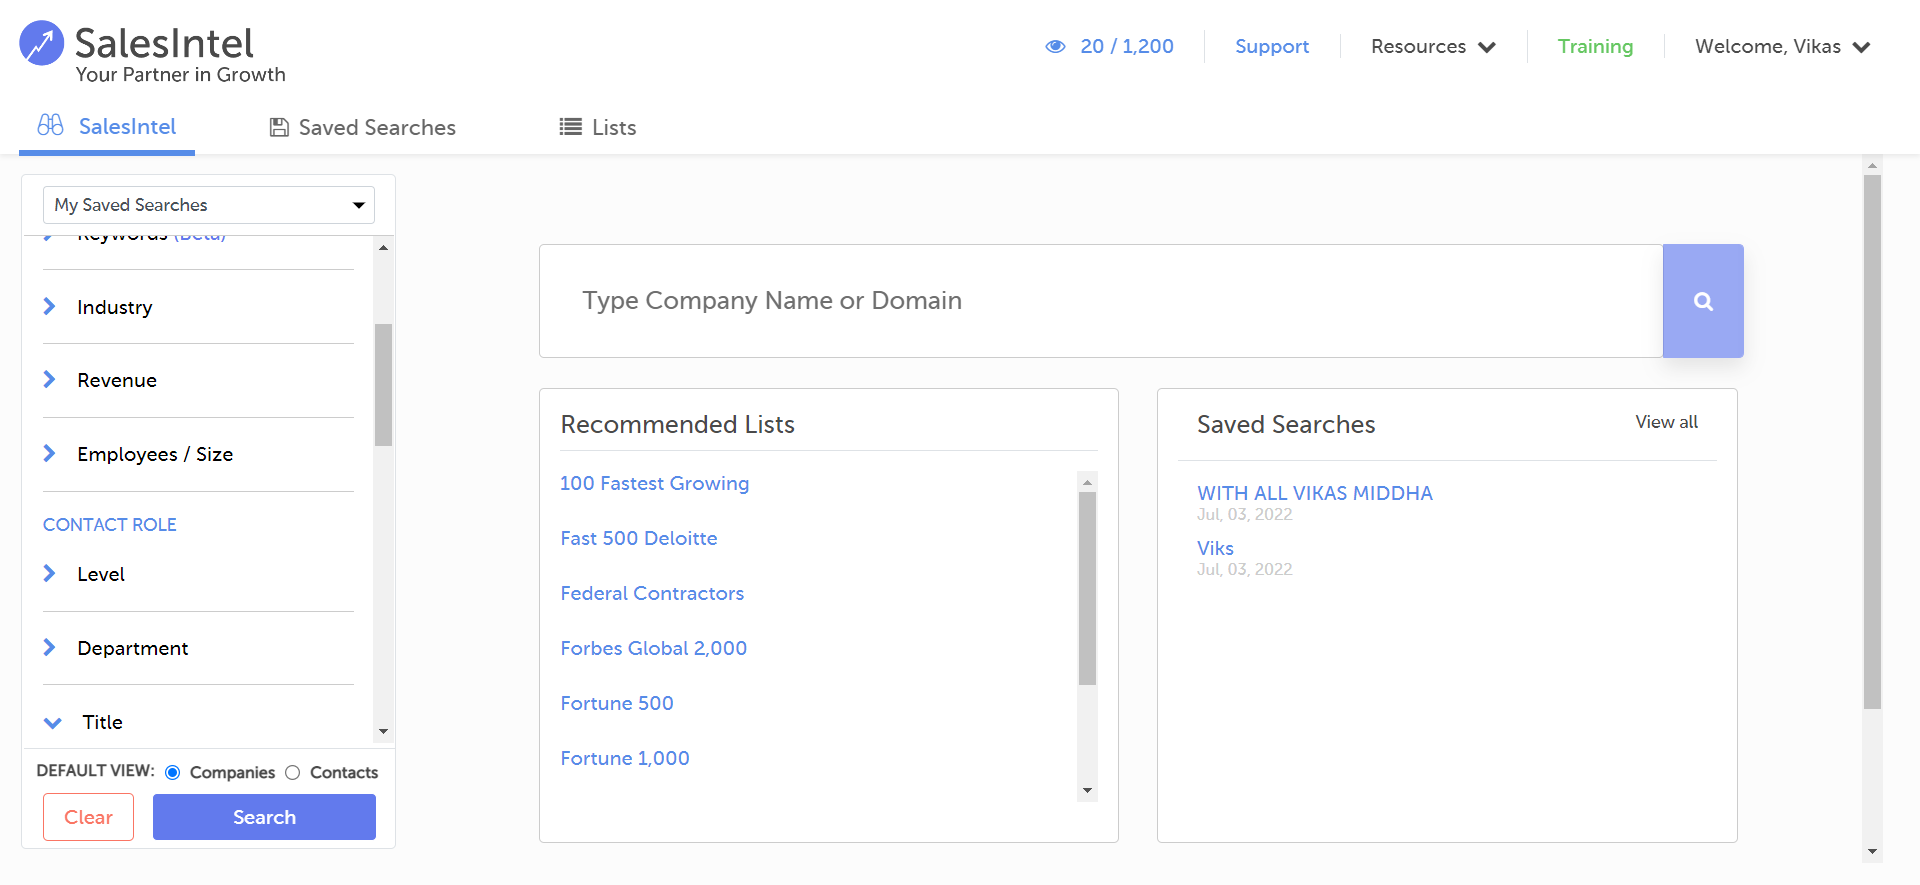 SalesIntel
Your Partner in Growth
20 / 1,200
Support
Resources
Training
Welcome, Vikas
SalesIntel
Saved Searches
Lists
My Saved Searches
Keywords (Beta)
Industry
Revenue
Employees / Size
CONTACT ROLE
Level
Department
Title
DEFAULT VIEW: Companies Contacts
Clear
Search
Type Company Name or Domain
Recommended Lists
100 Fastest Growing
Fast 500 Deloitte
Federal Contractors
Forbes Global 2,000
Fortune 500
Fortune 1,000
Saved Searches
View all
WITH ALL VIKAS MIDDHA
Jul, 03, 2022
Viks
Jul, 03, 2022